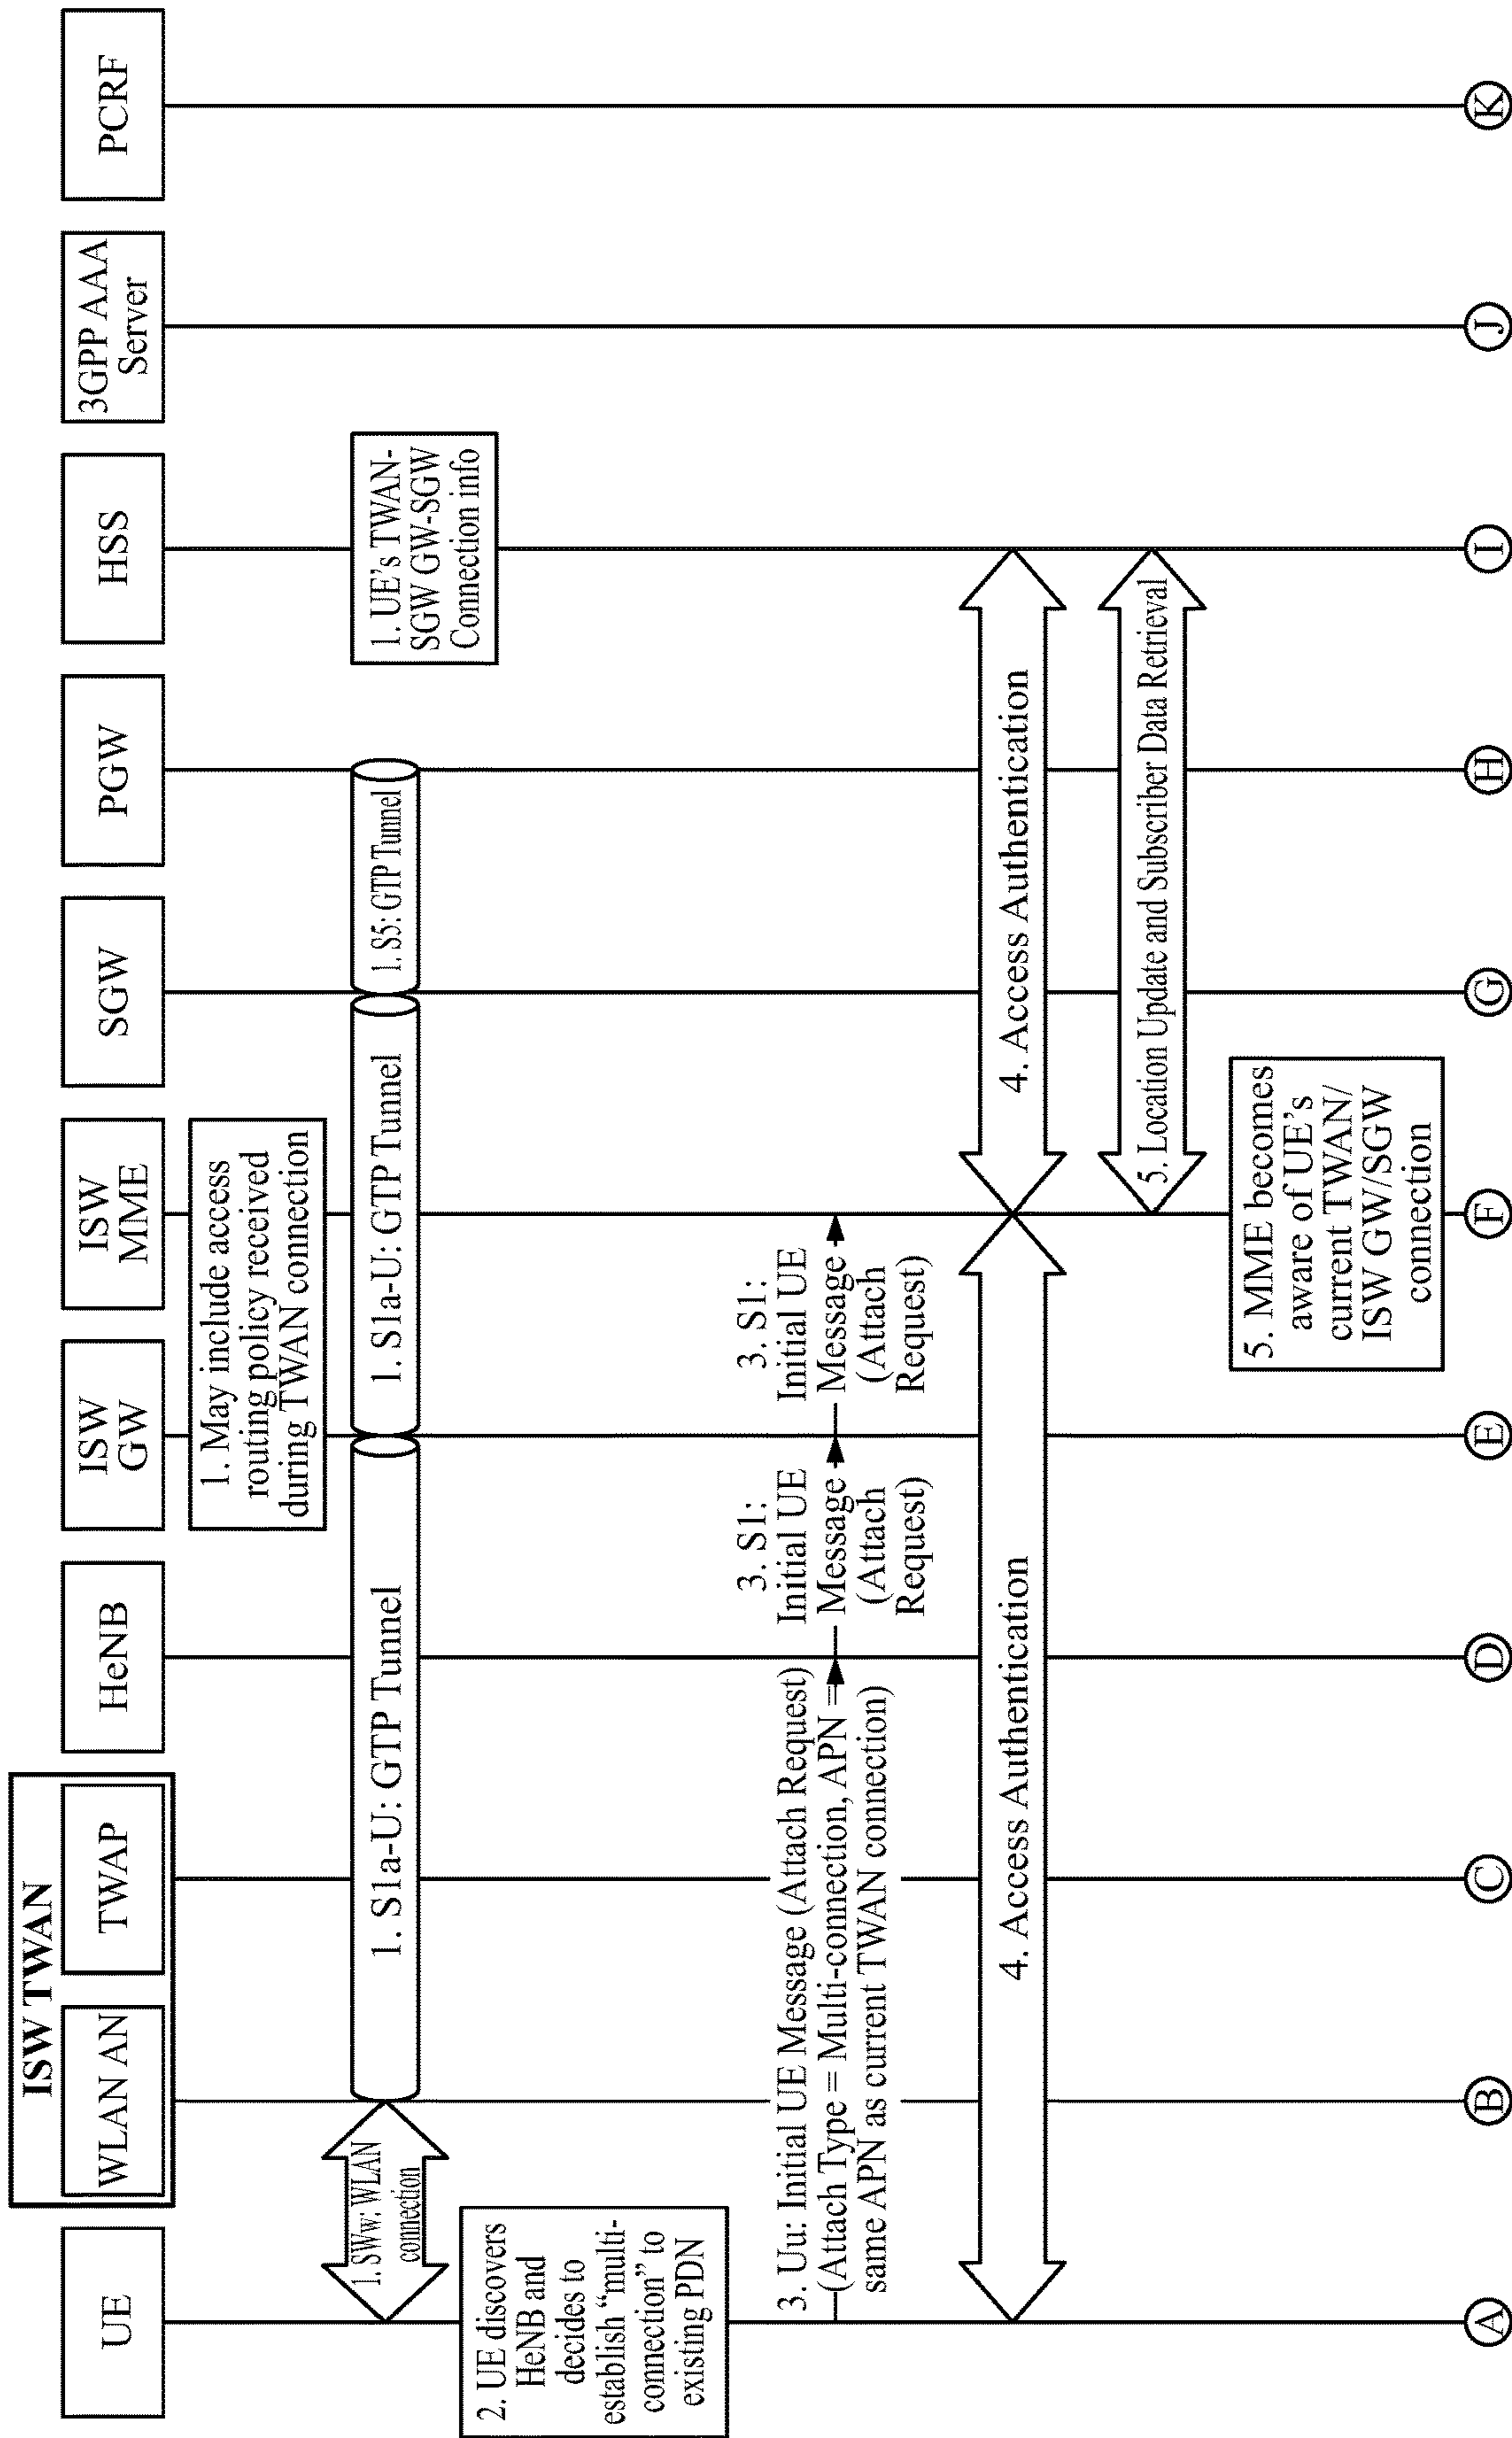 ISW TWAN
UE
WLAN AN
TWAP
HeNB
ISW
GW
ISW
MME
SGW
PGW
HSS
3GPP AAA
Server
PCRF
1. May include access
routing policy received
during TWAN connection
1. SWw: WLAN
connection
1. S1a-U: GTP Tunnel
1. S1a-U: GTP Tunnel
1. S5: GTP Tunnel
1. UE's TWAN-
SGW GW-SGW
Connection info
2. UE discovers
HeNB and
decides to
establish “multi-
connection” to
existing PDN
3. Uu: Initial UE Message (Attach Request)
(Attach Type = Multi-connection, APN =
same APN as current TWAN connection)
3. S1:
Initial UE
Message
(Attach
Request)
3. S1:
Initial UE
Message
(Attach
Request)
4. Access Authentication
4. Access Authentication
5. Location Update and Subscriber Data Retrieval
5. MME becomes
aware of UE's
current TWAN/
ISW GW/SGW
connection
A
B
C
D
E
F
G
H
I
J
K